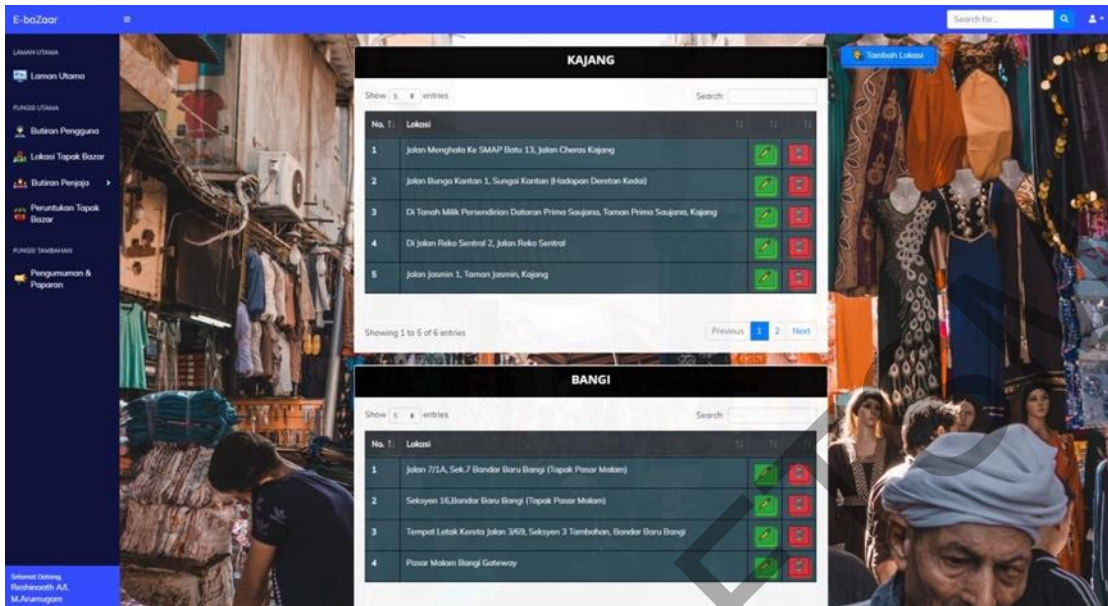 E-baZaar
Search for...
LAMAN UTAMA
Laman Utama
FUNGSI UTAMA
Butiran Pengguna
Lokasi Tapak Bazar
Butiran Penjaja
Peruntukan Tapak
Bazar
FUNGSI TAMBAHAN
Pengumuman &
Paparan
Selamat Datang,
Reshinaath A/L
M.Arumugam
Tambah Lokasi
KAJANG
Show 5 entries
Search:
No. Lokasi
1 Jalan Menghala Ke SMAP Batu 13, Jalan Cheras Kajang
2 Jalan Bunga Kantan 1, Sungai Kantan (Hadapan Deretan Kedai)
3 Di Tanah Milik Persendirian Dataran Prima Saujana, Taman Prima Saujana, Kajang
4 Di Jalan Reko Sentral 2, Jalan Reko Sentral
5 Jalan Jasmin 1, Taman Jasmin, Kajang
Showing 1 to 5 of 6 entries
Previous 1 2 Next
BANGI
Show 5 entries
Search:
No. Lokasi
1 Jalan 7/1A, Sek.7 Bandar Baru Bangi (Tapak Pasar Malam)
2 Seksyen 16,Bandar Baru Bangi (Tapak Pasar Malam)
3 Tempat Letak Kereta Jalan 3/69, Seksyen 3 Tambahan, Bandar Baru Bangi
4 Pasar Malam Bangi Gateway